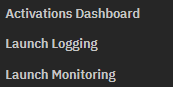 Activations Dashboard
Launch Logging
Launch Monitoring